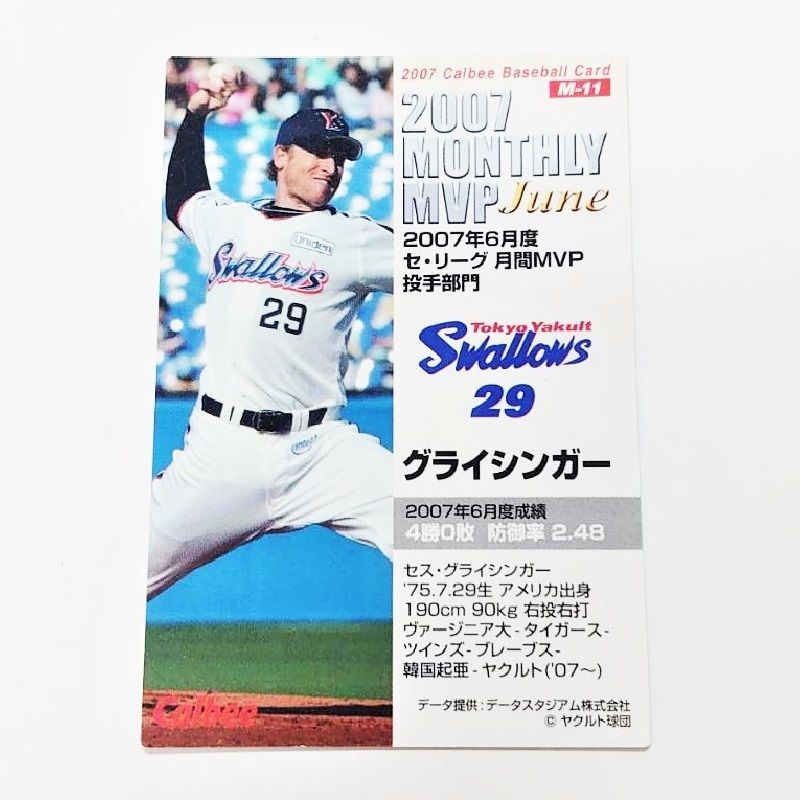 2007 Calbee Baseball Card
M-11
2007
MONTHLY
MVP June
2007年6月度
セ・リーグ 月間MVP
投手部門
Y
Uniden
Swallows
29
Tokyo Yakult
Swallows
29
グライシンガー
2007年6月度成績
4勝0敗 防御率 2.48
セス・グライシンガー
'75.7.29生 アメリカ出身
190cm 90kg 右投右打
ヴァージニア大 - タイガース -
ツインズ - ブレーブス -
韓国起亜 - ヤクルト('07〜)
データ提供 : データスタジアム株式会社
© ヤクルト球団
Calbee